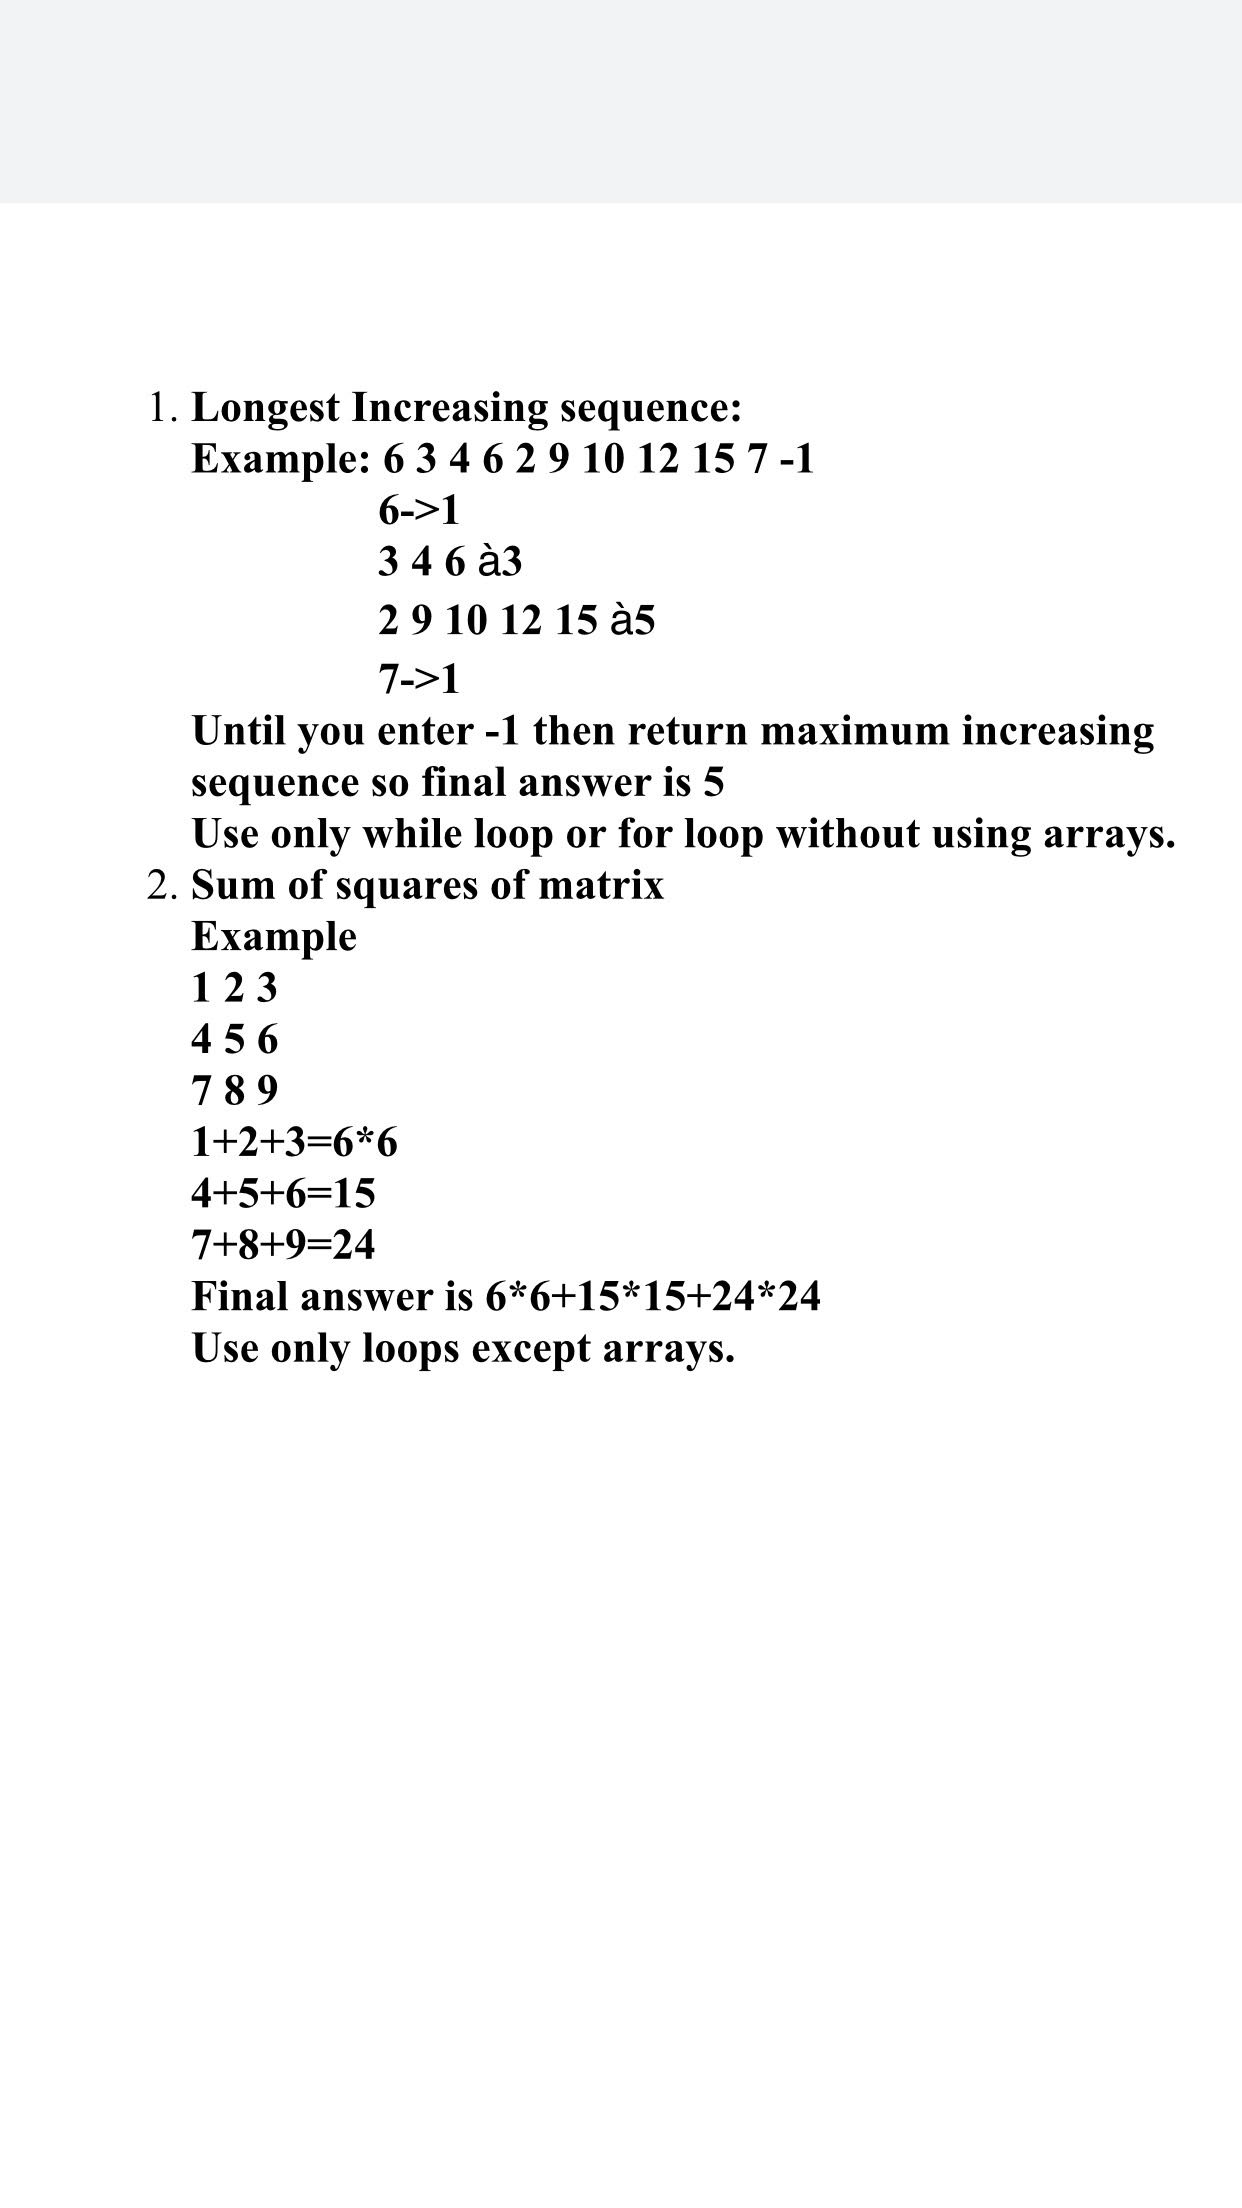 1. Longest Increasing sequence:
Example: 6 3 4 6 2 9 10 12 15 7 -1
6->1
3 4 6 à3
2 9 10 12 15 à5
7->1
Until you enter -1 then return maximum increasing
sequence so final answer is 5
Use only while loop or for loop without using arrays.
2. Sum of squares of matrix
Example
1 2 3
4 5 6
7 8 9
1+2+3=6*6
4+5+6=15
7+8+9=24
Final answer is 6*6+15*15+24*24
Use only loops except arrays.